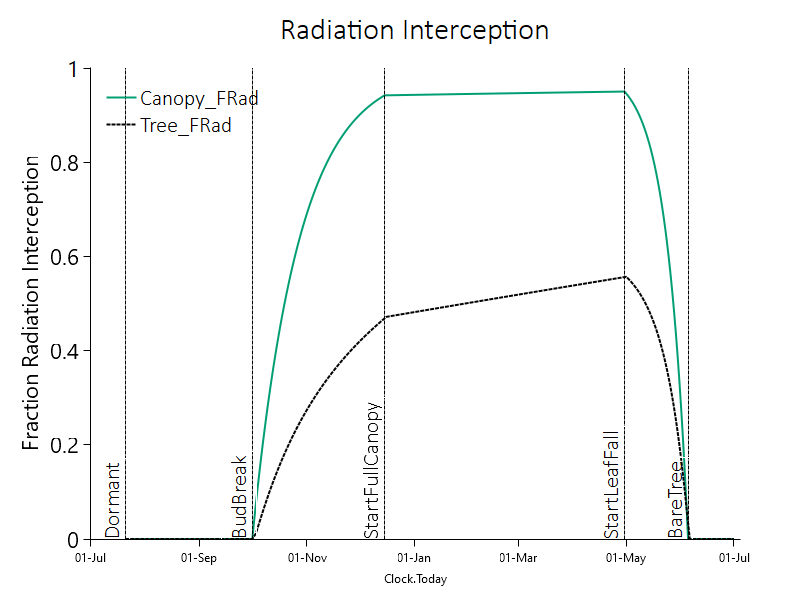 Radiation Interception
Fraction Radiation Interception
1
0.8
0.6
0.4
0.2
0
Canopy_FRad
Tree_FRad
Dormant
BudBreak
StartFullCanopy
StartLeafFall
BareTree
01-Jul
01-Sep
01-Nov
01-Jan
01-Mar
01-May
01-Jul
Clock.Today